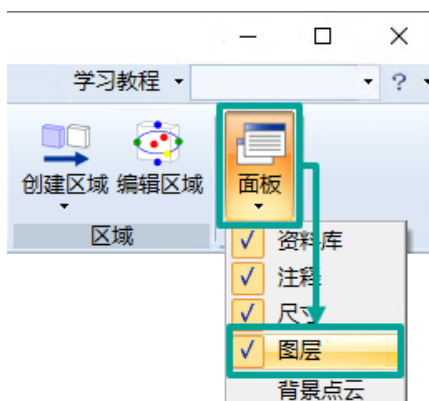 学习教程
?
创建区域 编辑区域 面板
区域
资料库
注释
尺寸
图层
背景点云